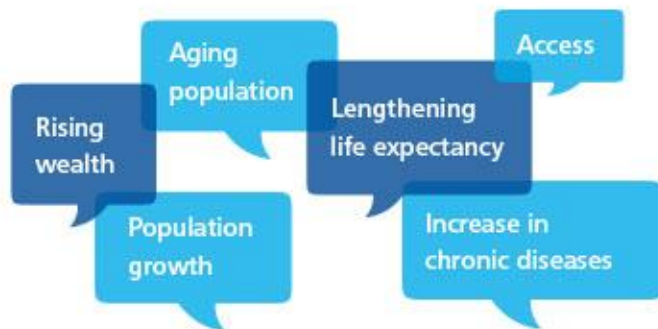 Aging
population
Access
Rising
wealth
Lengthening
life expectancy
Population
growth
Increase in
chronic diseases